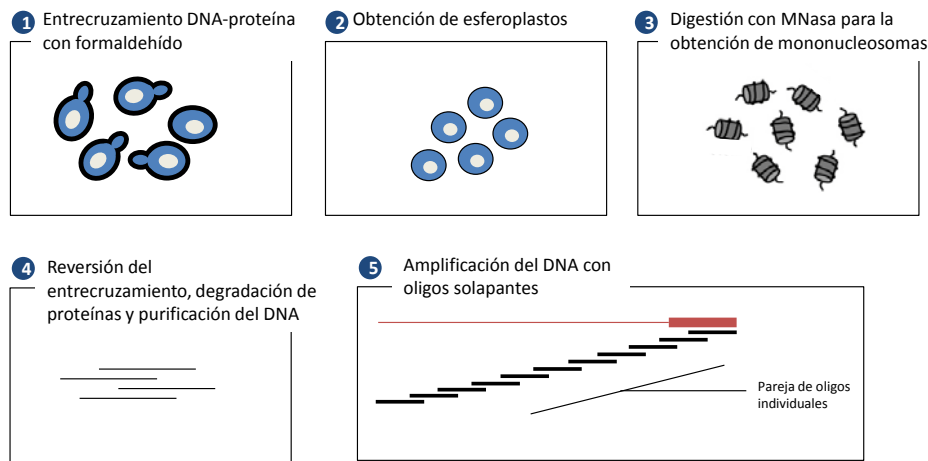 1 Entrecruzamiento DNA-proteína
con formaldehído
2 Obtención de esferoplastos
3 Digestión con MNasa para la
obtención de mononucleosomas
4 Reversión del
entrecruzamiento, degradación de
proteínas y purificación del DNA
5 Amplificación del DNA con
oligos solapantes
Pareja de oligos
individuales